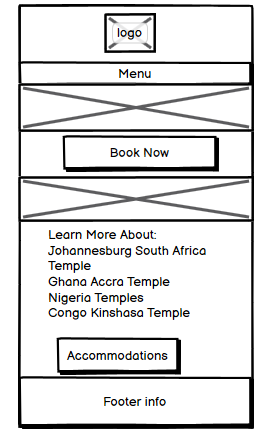 logo
Menu
Book Now
Learn More About:
Johannesburg South Africa
Temple
Ghana Accra Temple
Nigeria Temples
Congo Kinshasa Temple
Accommodations
Footer info